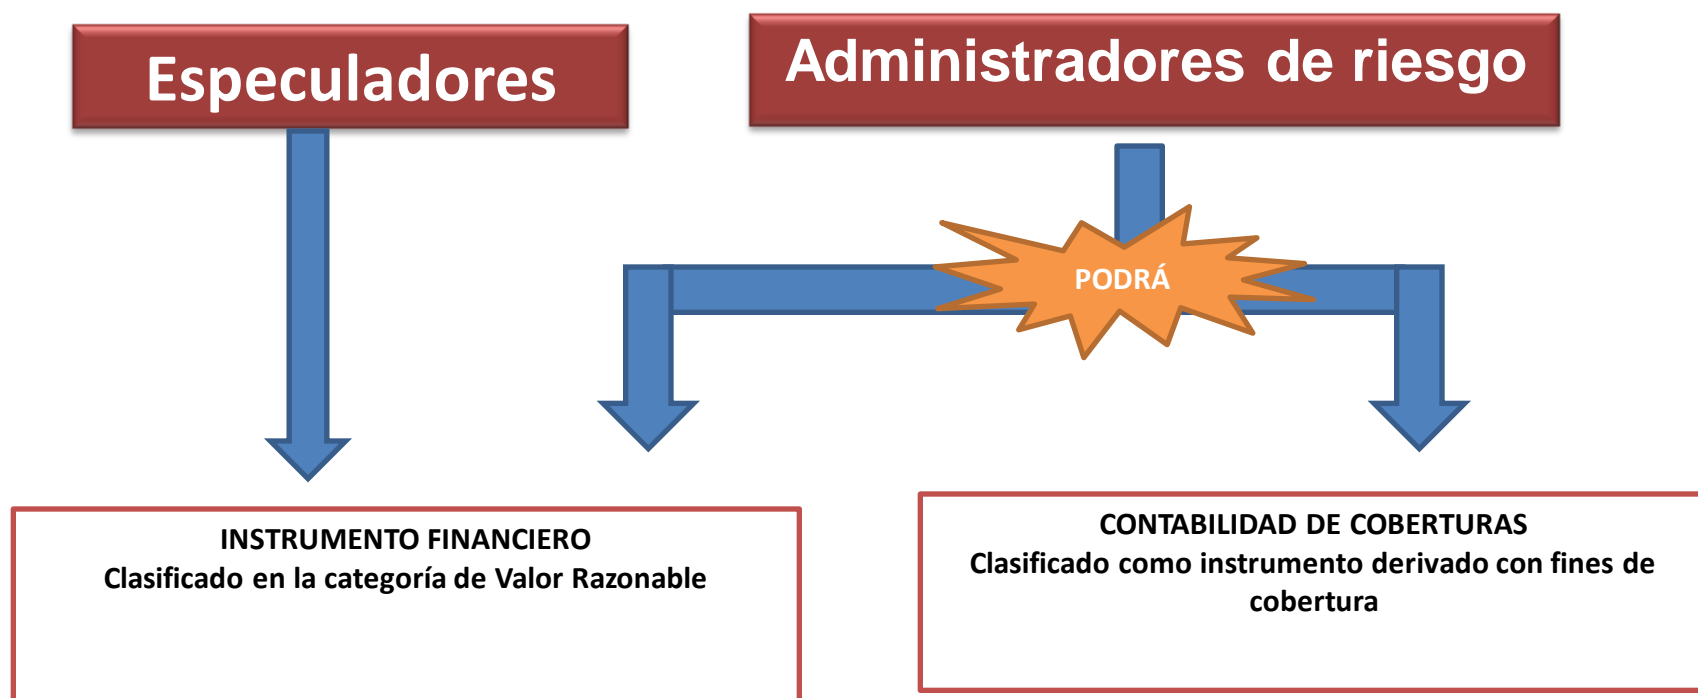 Especuladores
Administradores de riesgo
PODRÁ
INSTRUMENTO FINANCIERO
Clasificado en la categoría de Valor Razonable
CONTABILIDAD DE COBERTURAS
Clasificado como instrumento derivado con fines de
cobertura